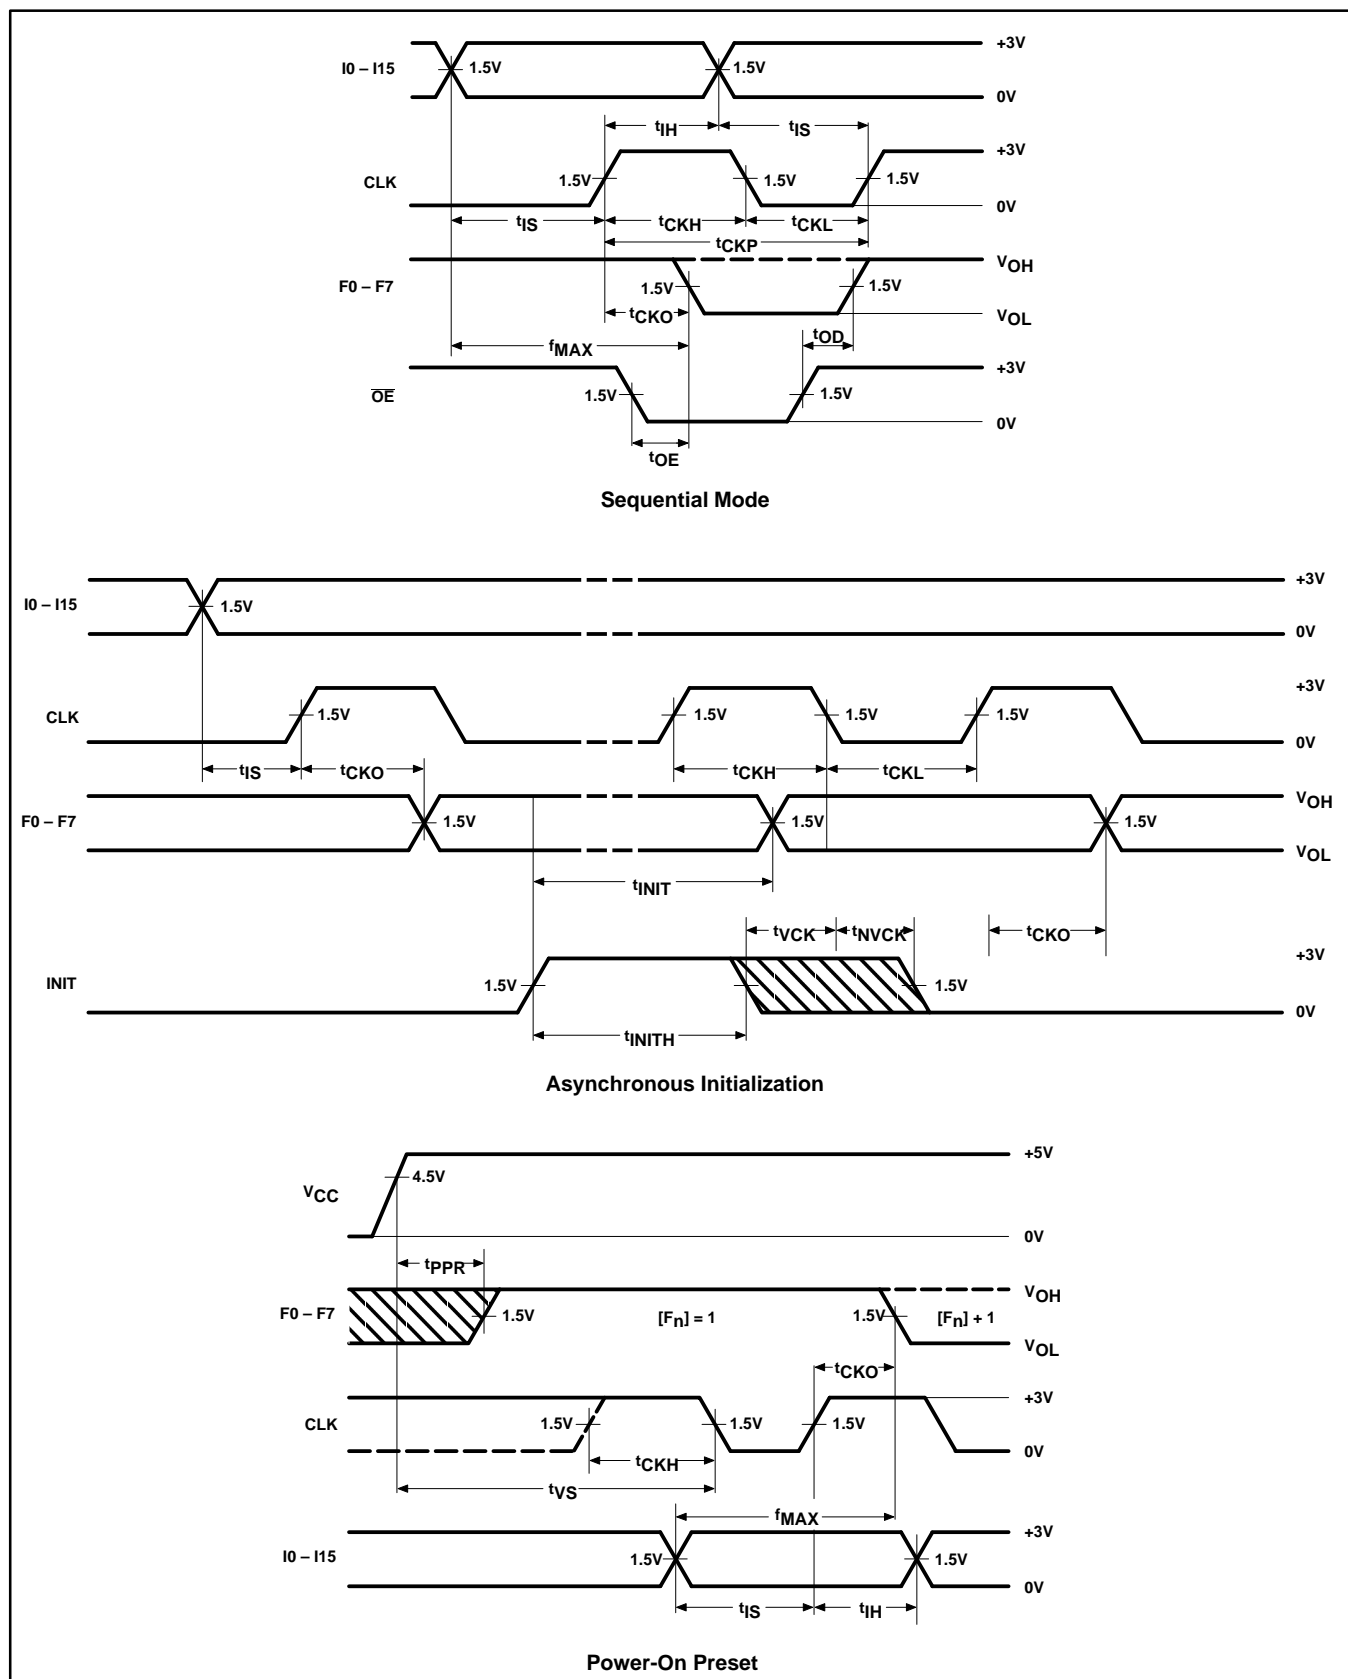 +3V
I0 – I15
1.5V
1.5V
0V
tIH
tIS
+3V
CLK
1.5V
1.5V
1.5V
0V
tIS
tCKH
tCKL
tCKP
VOH
F0 – F7
1.5V
1.5V
tCKO
VOL
tOD
fMAX
+3V
OE
1.5V
1.5V
0V
tOE
Sequential Mode
+3V
I0 – I15
1.5V
0V
+3V
CLK
1.5V
1.5V
1.5V
1.5V
0V
tIS
tCKO
tCKH
tCKL
VOH
F0 – F7
1.5V
1.5V
1.5V
VOL
tINIT
tVCK
tNVCK
tCKO
+3V
INIT
1.5V
1.5V
0V
tINITH
Asynchronous Initialization
+5V
4.5V
VCC
0V
tPPR
VOH
F0 – F7
1.5V
[Fn] = 1
1.5V
[Fn] + 1
VOL
tCKO
+3V
CLK
1.5V
1.5V
1.5V
0V
tCKH
tVS
fMAX
+3V
I0 – I15
1.5V
1.5V
0V
tIS
tIH
Power-On Preset